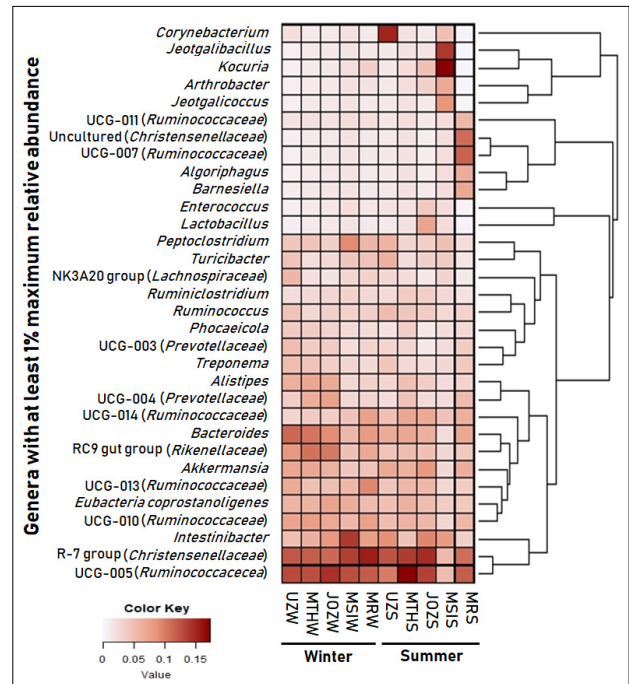 Genera with at least 1% maximum relative abundance
Corynebacterium
Jeotgalibacillus
Kocuria
Arthrobacter
Jeotgalicoccus
UCG-011 (Ruminococcaceae)
Uncultured (Christensenellaceae)
UCG-007 (Ruminococcaceae)
Algoriphagus
Barnesiella
Enterococcus
Lactobacillus
Peptoclostridium
Turicibacter
NK3A20 group (Lachnospiraceae)
Ruminiclostridium
Ruminococcus
Phocaeicola
UCG-003 (Prevotellaceae)
Treponema
Alistipes
UCG-004 (Prevotellaceae)
UCG-014 (Ruminococcaceae)
Bacteroides
RC9 gut group (Rikenellaceae)
Akkermansia
UCG-013 (Ruminococcaceae)
Eubacteria coprostanoligenes
UCG-010 (Ruminococcaceae)
Intestinibacter
R-7 group (Christensenellaceae)
UCG-005 (Ruminococcacecea)
UZW
MTHW
JOZW
MSIW
MRW
UZS
MTHS
JOZS
MSIS
MRS
Winter
Summer
Color Key
0 0.05 0.1 0.15
Value